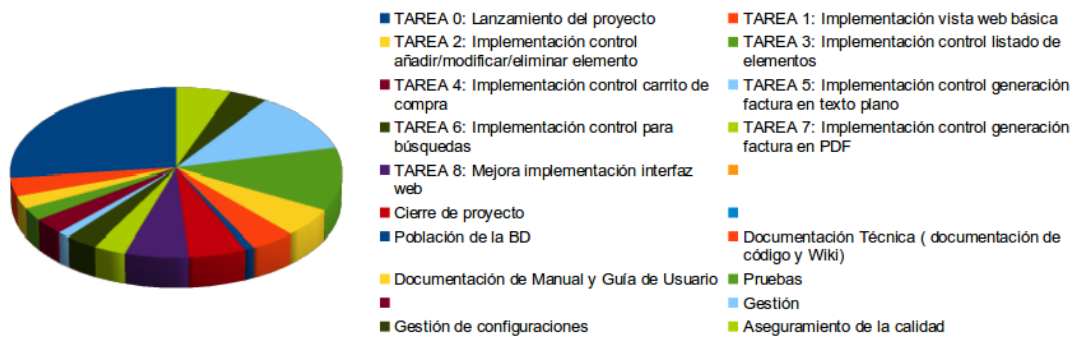 TAREA 0: Lanzamiento del proyecto
TAREA 1: Implementación vista web básica
TAREA 2: Implementación control
añadir/modificar/eliminar elemento
TAREA 3: Implementación control listado de
elementos
TAREA 4: Implementación control carrito de
compra
TAREA 5: Implementación control generación
factura en texto plano
TAREA 6: Implementación control para
búsquedas
TAREA 7: Implementación control generación
factura en PDF
TAREA 8: Mejora implementación interfaz
web
Cierre de proyecto
Población de la BD
Documentación Técnica ( documentación de
código y Wiki)
Documentación de Manual y Guía de Usuario
Pruebas
Gestión
Gestión de configuraciones
Aseguramiento de la calidad